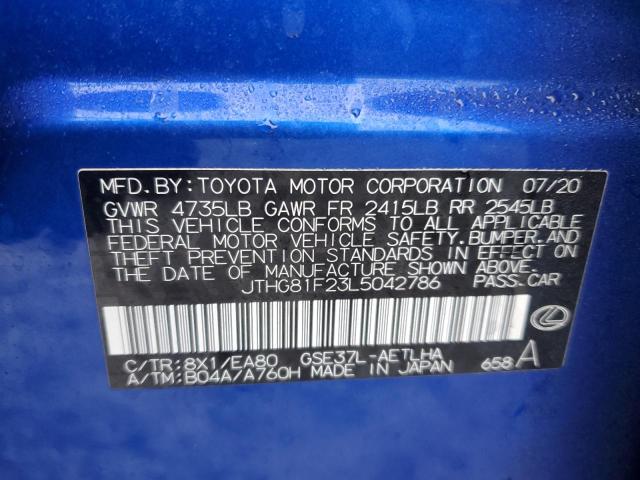 MFD. BY: TOYOTA MOTOR CORPORATION 07/20
GVWR 4735LB GAWR FR 2415LB RR 2545LB
THIS VEHICLE CONFORMS TO ALL APPLICABLE
FEDERAL MOTOR VEHICLE SAFETY, BUMPER, AND
THEFT PREVENTION STANDARDS IN EFFECT ON
THE DATE OF MANUFACTURE SHOWN ABOVE.
JTHG81F23L5042786 PASS.CAR
C/TR: 8X1/EA80 GSE37L-AETLHA
A/TM: B04A/A760H MADE IN JAPAN 658A